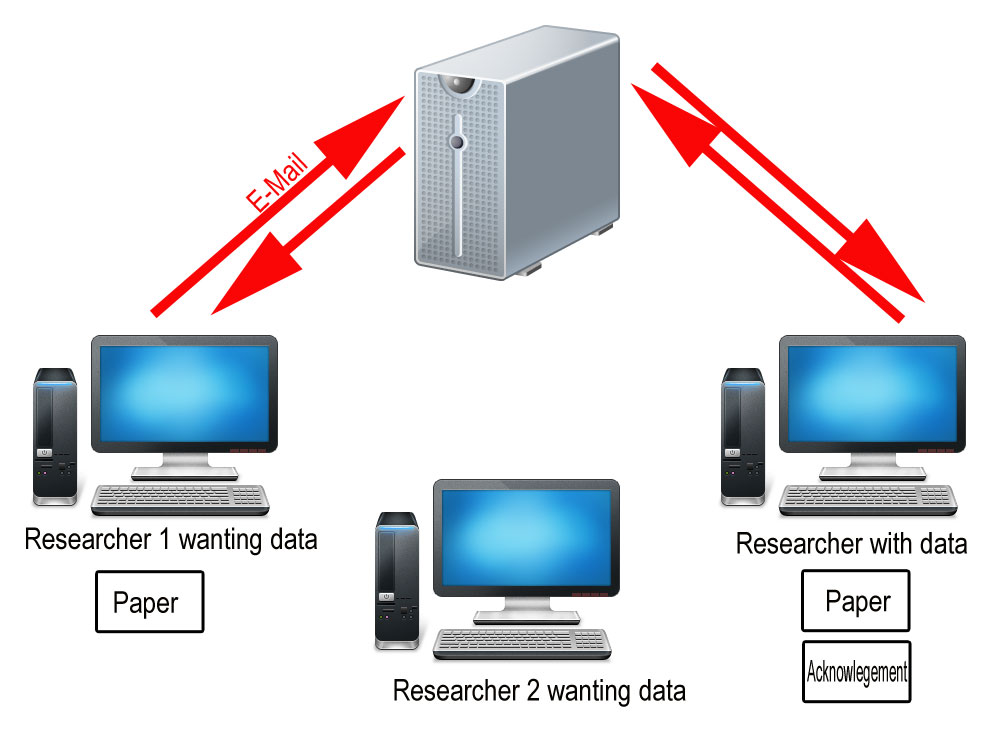 E-Mail
Researcher 1 wanting data
Paper
Researcher 2 wanting data
Researcher with data
Paper
Acknowlegement